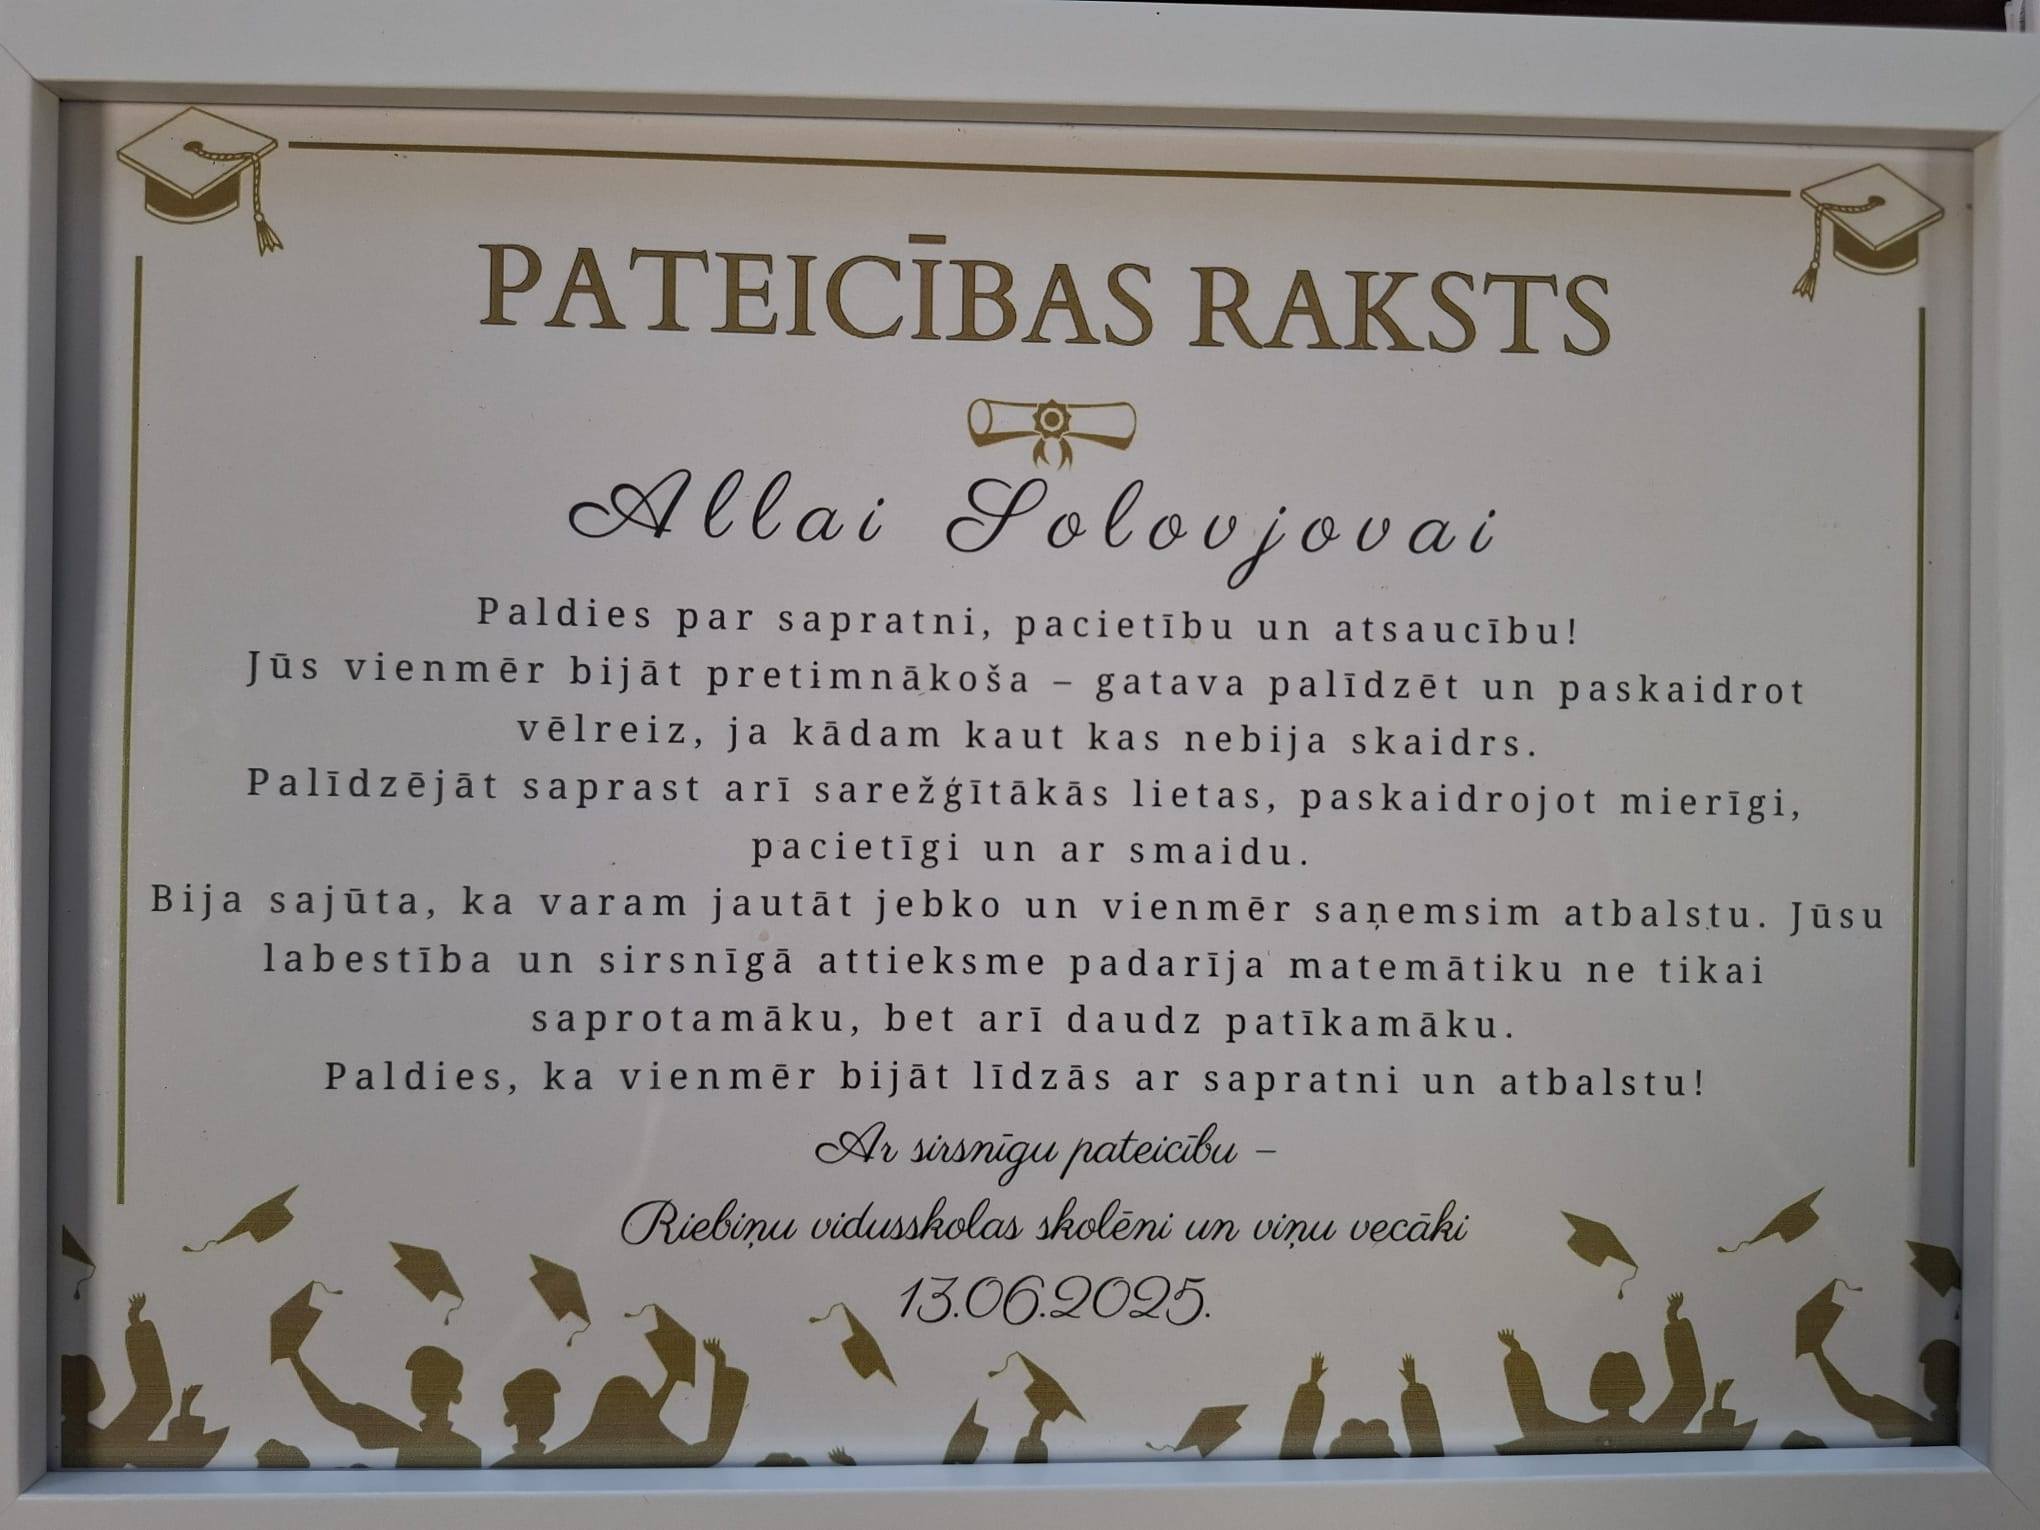 PATEICĪBAS RAKSTS
Allai Solovjovai
Paldies par sapratni, pacietību un atsaucību!
Jūs vienmēr bijāt pretimnākoša – gatava palīdzēt un paskaidrot
vēlreiz, ja kādam kaut kas nebija skaidrs.
Palīdzējāt saprast arī sarežģītākās lietas, paskaidrojot mierīgi,
pacietīgi un ar smaidu.
Bija sajūta, ka varam jautāt jebko un vienmēr saņemsim atbalstu. Jūsu
labestība un sirsnīgā attieksme padarīja matemātiku ne tikai
saprotamāku, bet arī daudz patīkamāku.
Paldies, ka vienmēr bijāt līdzās ar sapratni un atbalstu!
Ar sirsnīgu pateicību –
Riebiņu vidusskolas skolēni un viņu vecāki
13.06.2025.